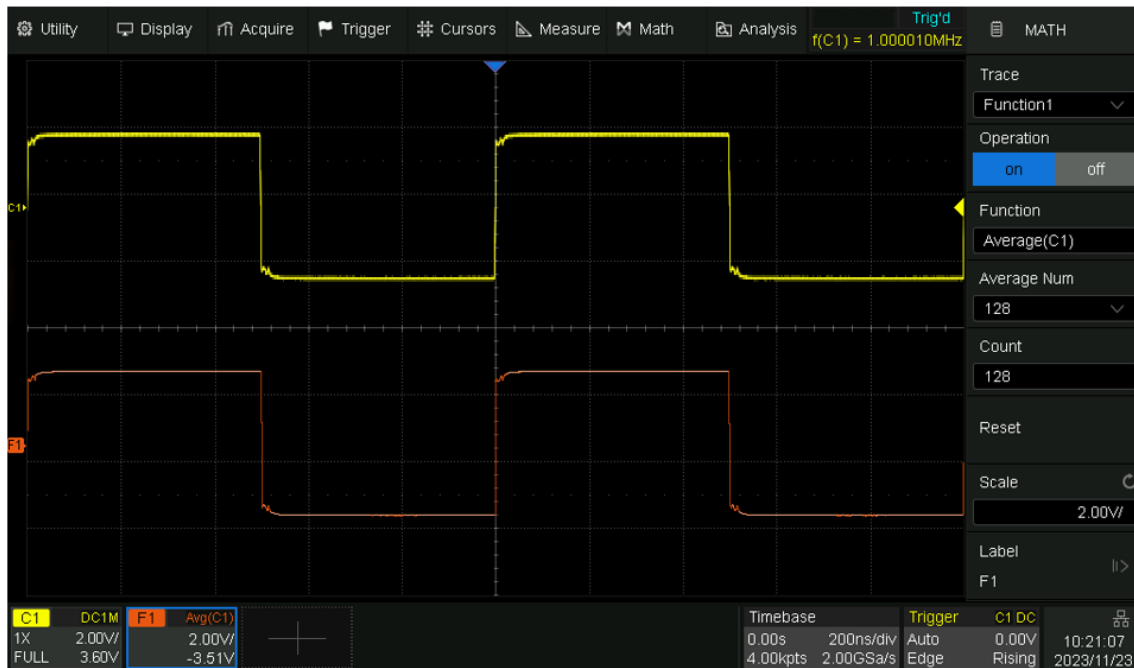 Utility Display Acquire Trigger Cursors Measure Math Analysis
Trig'd
f(C1) = 1.000010MHz
MATH
Trace
Function1
Operation
on off
Function
Average(C1)
Average Num
128
Count
128
Reset
Scale
2.00V/
Label
F1
C1
F1
C1 DC1M
1X 2.00V/
FULL 3.60V
F1 Avg(C1)
2.00V/
-3.51V
Timebase
0.00s 200ns/div
4.00kpts 2.00GSa/s
Trigger C1 DC
Auto 0.00V
Edge Rising
10:21:07
2023/11/23